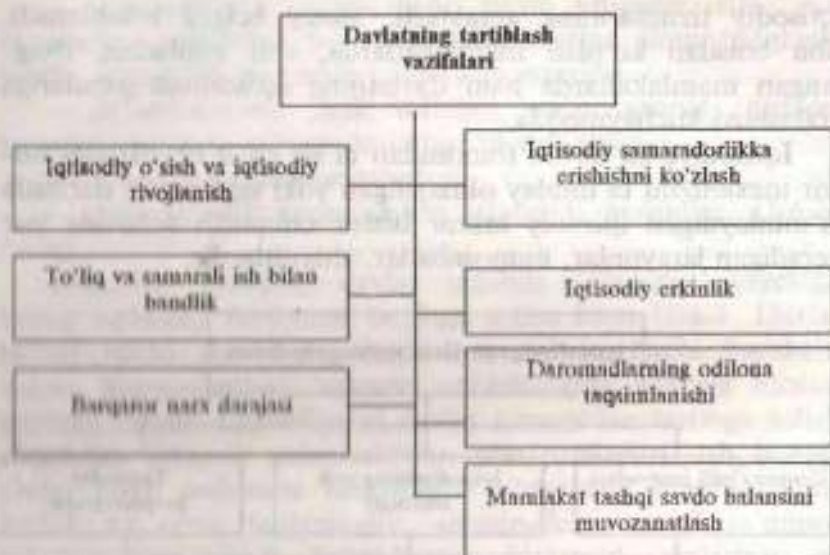 Davlatning tartiblash
vazifalari
Iqtisodiy o'sish va iqtisodiy
rivojlanish
Iqtisodiy samaradorlikka
erishishni ko'zlash
To'liq va samarali ish bilan
bandlik
Iqtisodiy erkinlik
Barqaror narx darajasi
Daromadlarning odilona
taqsimlanishi
Mamlakat tashqi savdo balansini
muvozanatlash